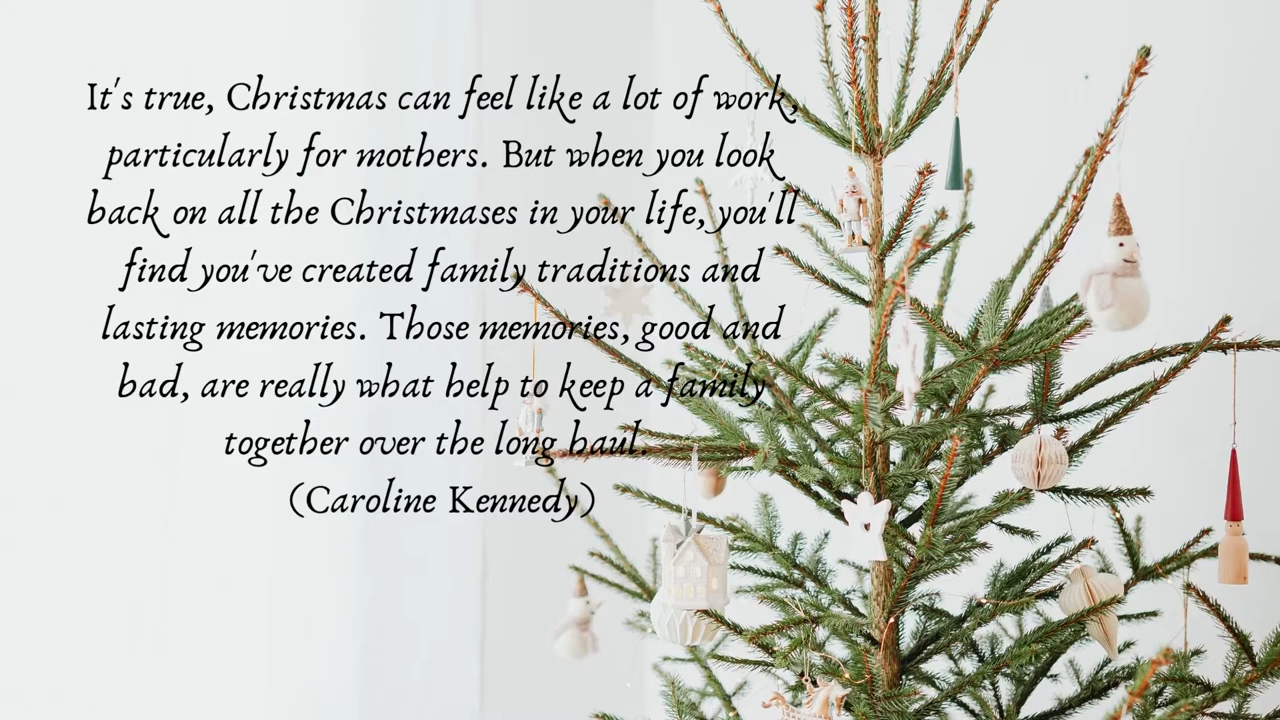 It's true, Christmas can feel like a lot of work,
particularly for mothers. But when you look
back on all the Christmases in your life, you'll
find you've created family traditions and
lasting memories. Those memories, good and
bad, are really what help to keep a family
together over the long haul.
(Caroline Kennedy)